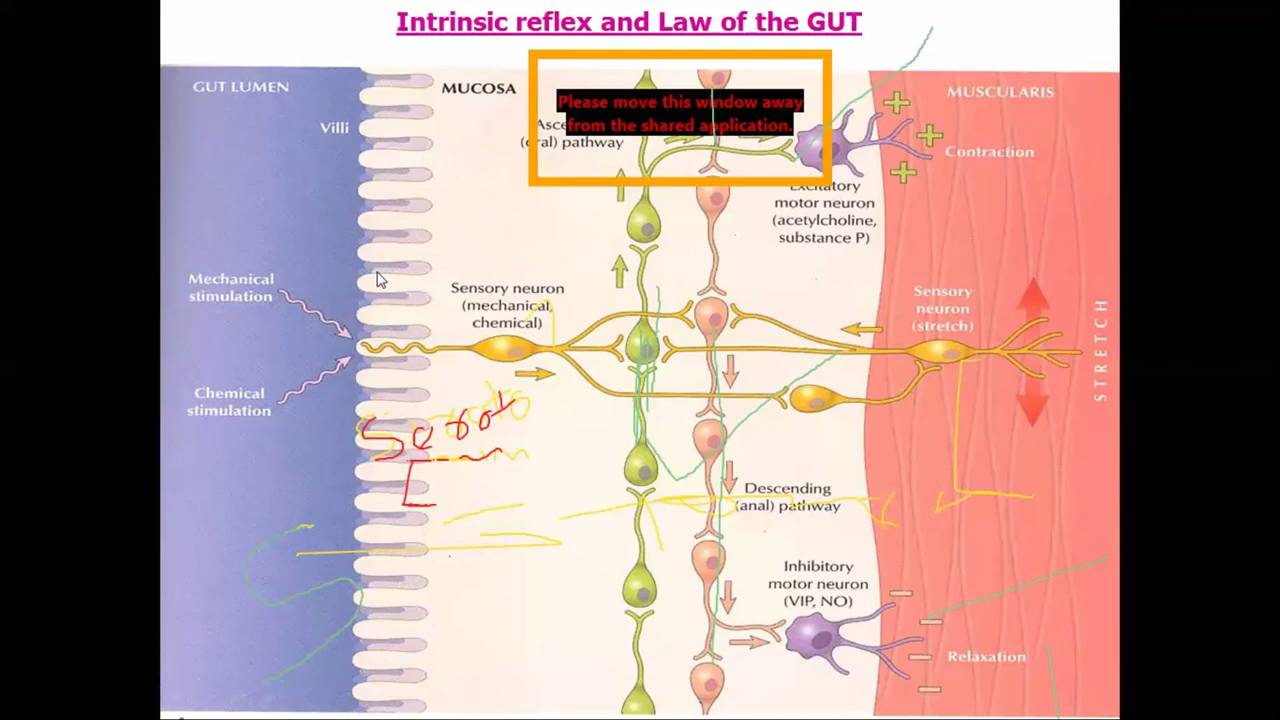 Intrinsic reflex and Law of the GUT
GUT LUMEN
MUCOSA
MUSCULARIS
Villi
Please move this window away
from the shared application.
Asce
(oral) pathway
Contraction
Excitatory
motor neuron
(acetylcholine,
substance P)
Mechanical
stimulation
Sensory neuron
(mechanical,
chemical)
Sensory
neuron
(stretch)
STRETCH
Chemical
stimulation
Seroto
Descending
(anal) pathway
Inhibitory
motor neuron
(VIP, NO)
Relaxation